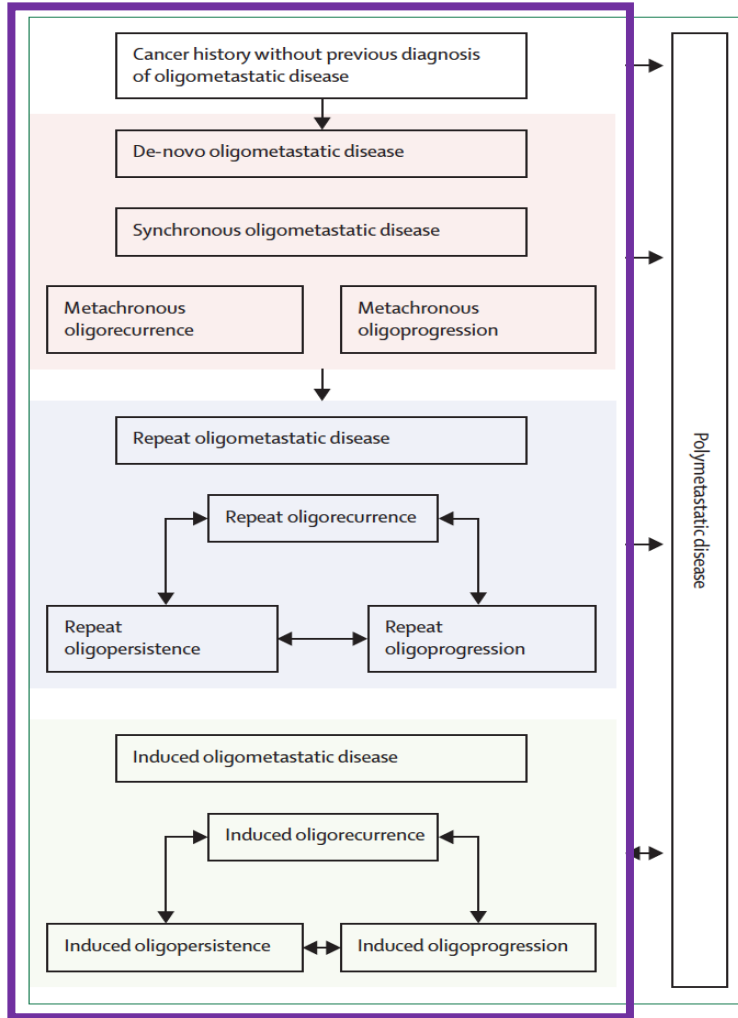 Cancer history without previous diagnosis
of oligometastatic disease
De-novo oligometastatic disease
Synchronous oligometastatic disease
Metachronous
oligorecurrence
Metachronous
oligoprogression
Repeat oligometastatic disease
Repeat oligorecurrence
Repeat
oligopersistence
Repeat
oligoprogression
Induced oligometastatic disease
Induced oligorecurrence
Induced oligopersistence
Induced oligoprogression
Polymetastatic disease